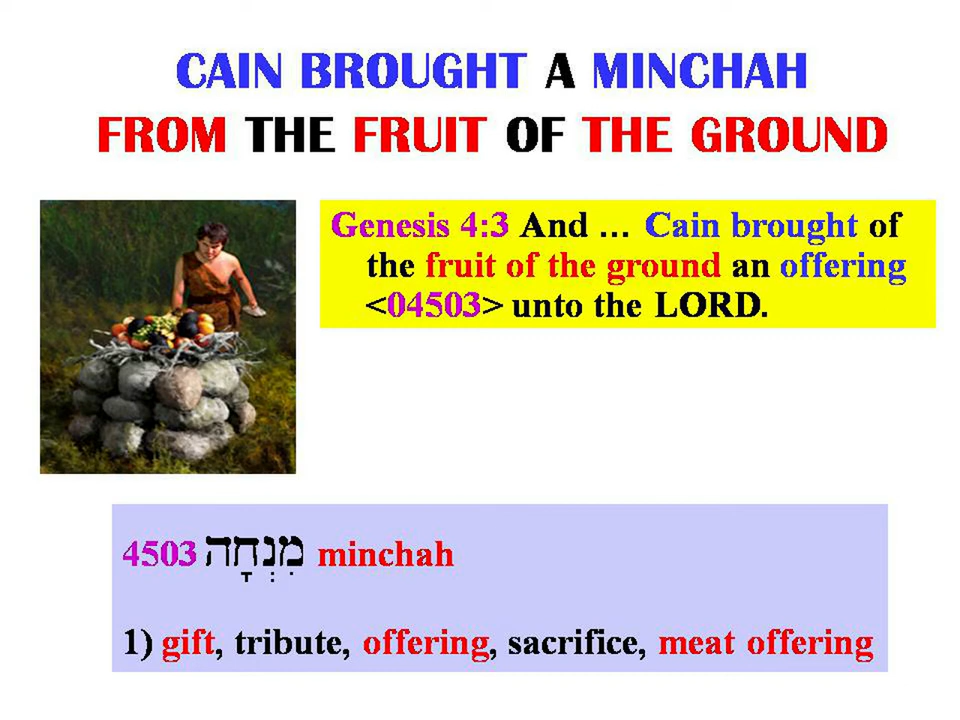 CAIN BROUGHT A MINCHAH
FROM THE FRUIT OF THE GROUND
Genesis 4:3 And … Cain brought of
the fruit of the ground an offering
<04503> unto the LORD.
4503 מִנְחָה minchah
1) gift, tribute, offering, sacrifice, meat offering